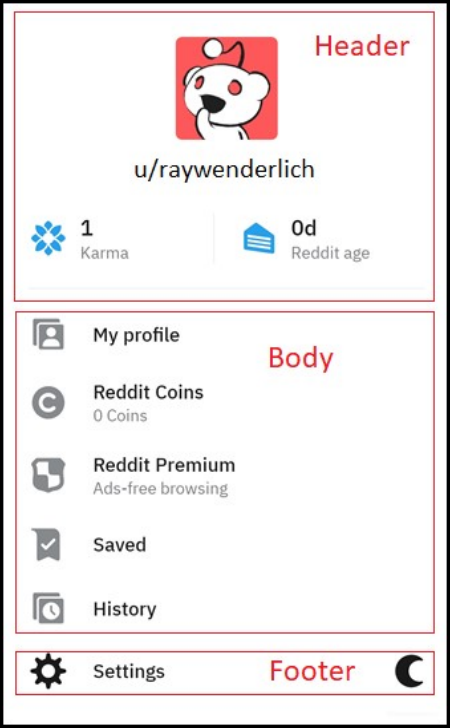 Header
u/raywenderlich
1
Karma
0d
Reddit age
My profile
Body
Reddit Coins
0 Coins
Reddit Premium
Ads-free browsing
Saved
History
Settings
Footer